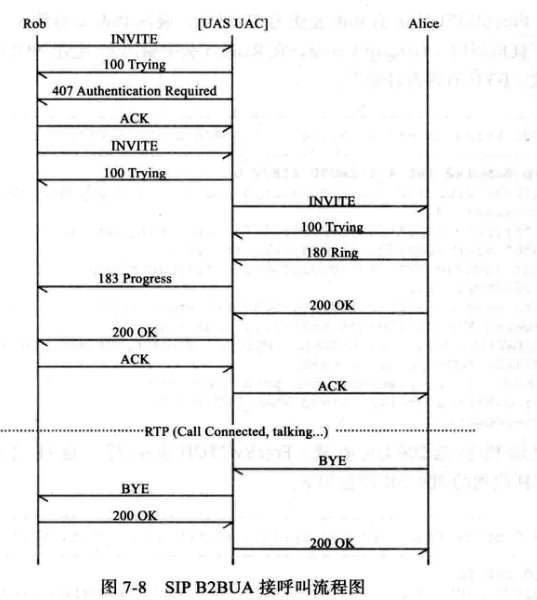 Rob [UAS UAC] Alice
INVITE
100 Trying
407 Authentication Required
ACK
INVITE
100 Trying
INVITE
100 Trying
180 Ring
183 Progress
200 OK
200 OK
ACK
ACK
RTP (Call Connected, talking...)
BYE
BYE
200 OK
200 OK
图 7-8 SIP B2BUA 接呼叫流程图